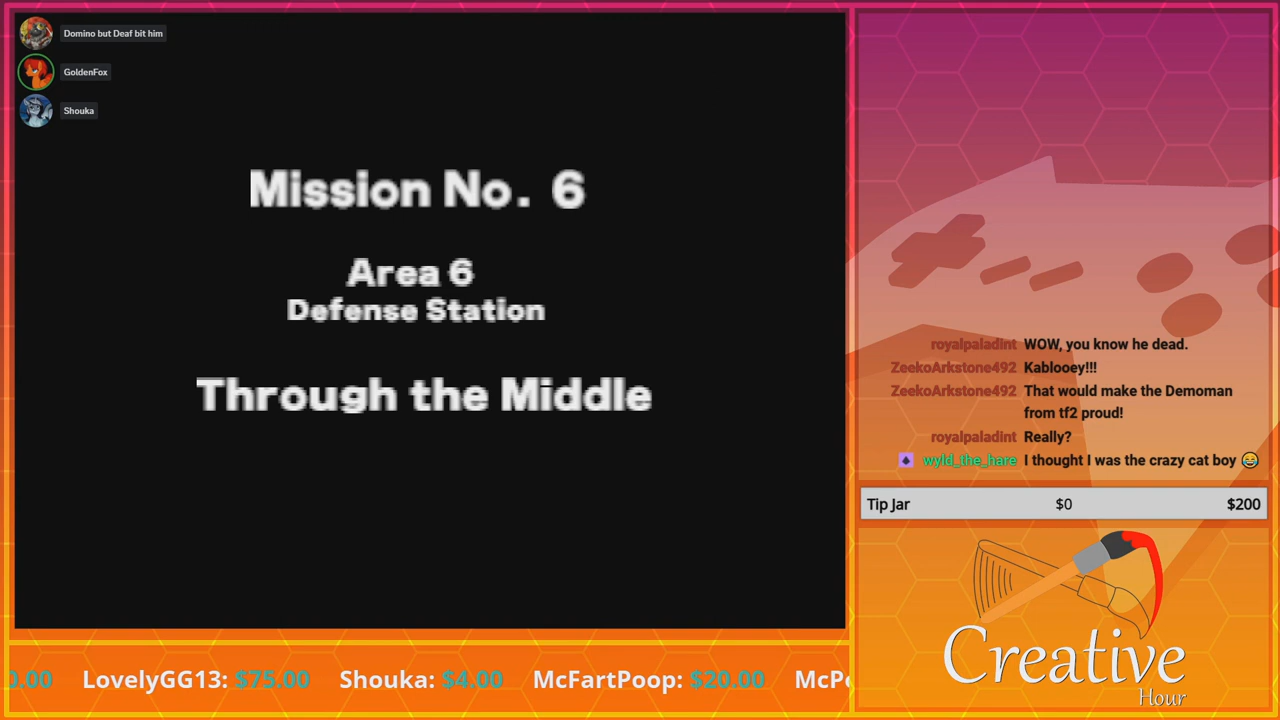 Domino but Deaf bit him
GoldenFox
Shouka
Mission No. 6
Area 6
Defense Station
Through the Middle
royalpaladint WOW, you know he dead.
ZeekoArkstone492 Kablooey!!!
ZeekoArkstone492 That would make the Demoman
from tf2 proud!
royalpaladint Really?
wyld_the_hare I thought I was the crazy cat boy 😂
Tip Jar $0 $200
0.00 LovelyGG13: $75.00 Shouka: $4.00 McFartPoop: $20.00 McP
Creative
Hour